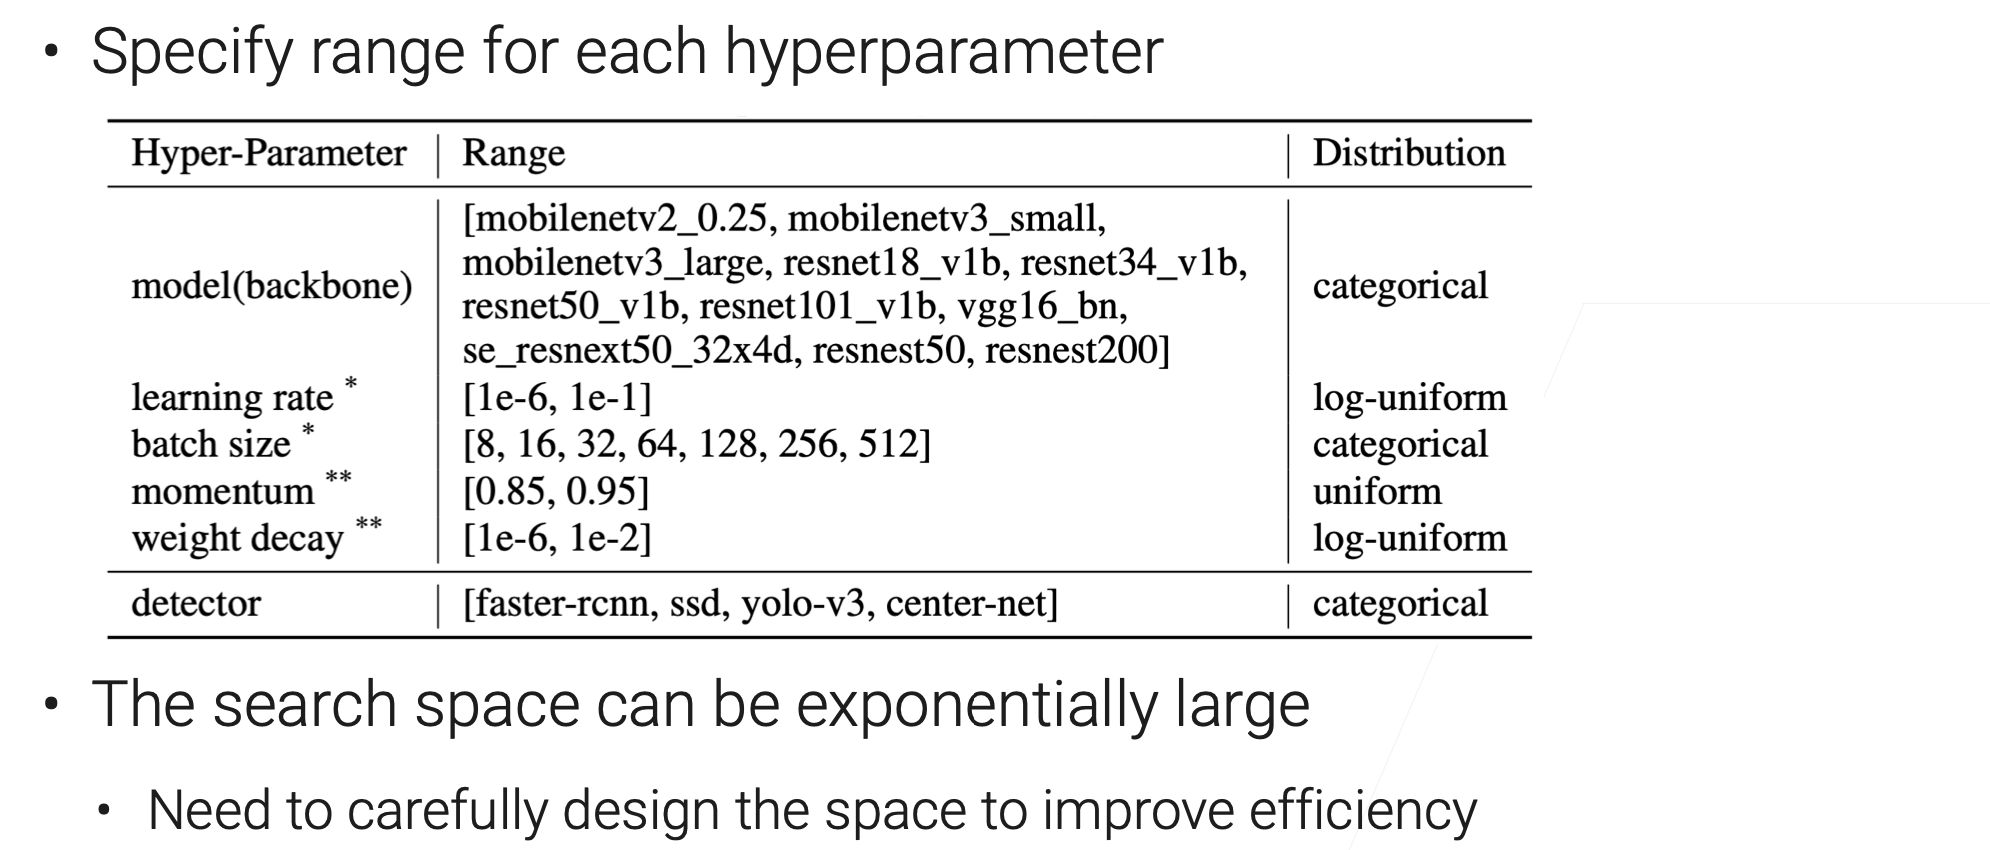 • Specify range for each hyperparameter
Hyper-Parameter | Range | Distribution
[mobilenetv2_0.25, mobilenetv3_small,
mobilenetv3_large, resnet18_v1b, resnet34_v1b,
model(backbone) | categorical
resnet50_v1b, resnet101_v1b, vgg16_bn,
se_resnext50_32x4d, resnest50, resnest200]
learning rate * | [1e-6, 1e-1] | log-uniform
batch size * | [8, 16, 32, 64, 128, 256, 512] | categorical
momentum ** | [0.85, 0.95] | uniform
weight decay ** | [1e-6, 1e-2] | log-uniform
detector | [faster-rcnn, ssd, yolo-v3, center-net] | categorical
• The search space can be exponentially large
• Need to carefully design the space to improve efficiency